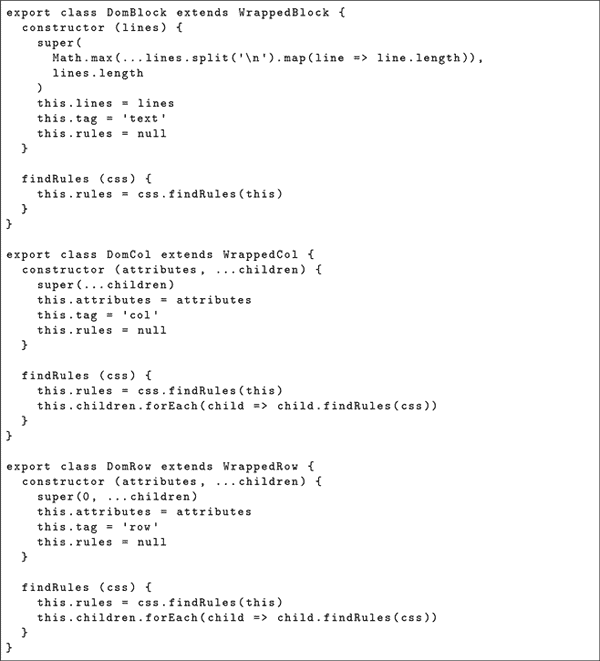 export class DomBlock extends WrappedBlock {
  constructor (lines) {
    super(
      Math.max(...lines.split('\n').map(line => line.length)),
      lines.length
    )
    this.lines = lines
    this.tag = 'text'
    this.rules = null
  }

  findRules (css) {
    this.rules = css.findRules(this)
  }
}

export class DomCol extends WrappedCol {
  constructor (attributes, ...children) {
    super(...children)
    this.attributes = attributes
    this.tag = 'col'
    this.rules = null
  }

  findRules (css) {
    this.rules = css.findRules(this)
    this.children.forEach(child => child.findRules(css))
  }
}

export class DomRow extends WrappedRow {
  constructor (attributes, ...children) {
    super(0, ...children)
    this.attributes = attributes
    this.tag = 'row'
    this.rules = null
  }

  findRules (css) {
    this.rules = css.findRules(this)
    this.children.forEach(child => child.findRules(css))
  }
}